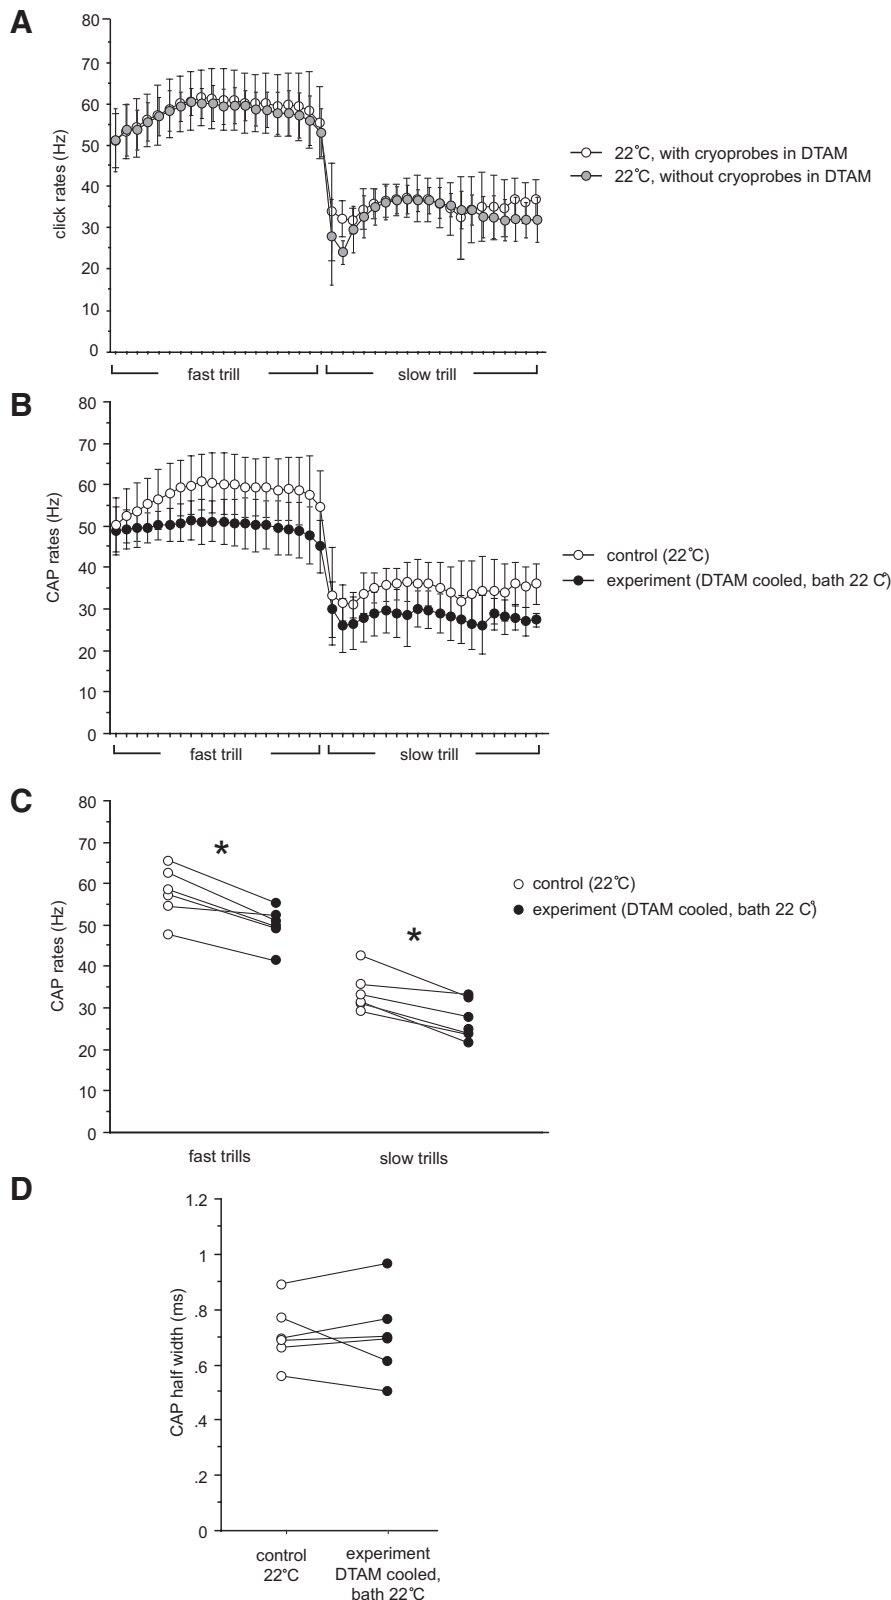 A
80
70
60
50
40
30
20
10
0
click rates (Hz)
22°C, with cryoprobes in DTAM
22°C, without cryoprobes in DTAM
fast trill
slow trill
B
80
70
60
50
40
30
20
10
0
CAP rates (Hz)
control (22°C)
experiment (DTAM cooled, bath 22 C°)
fast trill
slow trill
C
80
70
60
50
40
30
20
10
0
CAP rates (Hz)
*
*
control (22°C)
experiment (DTAM cooled, bath 22 C°)
fast trills
slow trills
D
1.2
1
.8
.6
.4
.2
0
CAP half width (ms)
control
22°C
experiment
DTAM cooled,
bath 22°C